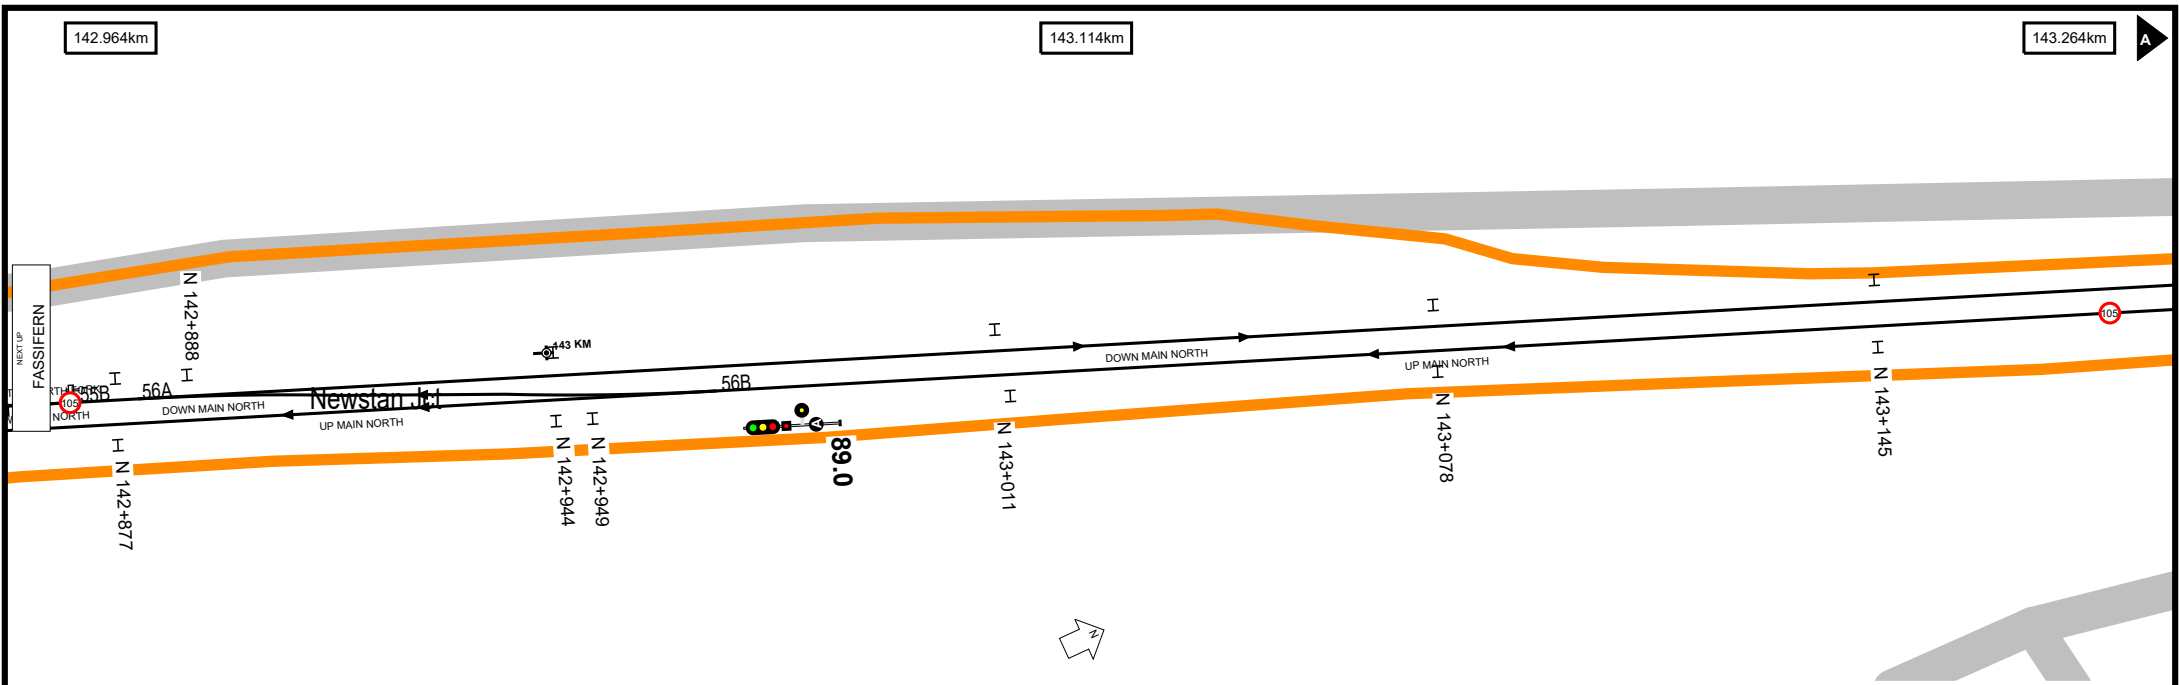 142.964km
143.114km
143.264km
A
NEXT UP
FASSIFERN
N 142+888
143 KM
105
55B
56A
DOWN MAIN NORTH
Newstan Jct
UP MAIN NORTH
NORTH
56B
DOWN MAIN NORTH
UP MAIN NORTH
105
89.0
N 142+877
N 142+944
N 142+949
N 143+011
N 143+078
N 143+145
N